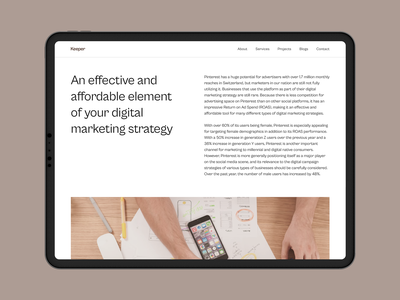 Keeper
About Services Projects Blogs Contact
An effective and
affordable element
of your digital
marketing strategy
Pinterest has a huge potential for advertisers with over 1.7 million monthly
reaches in Switzerland, but marketers in our nation are still not fully
utilizing it. Businesses that use the platform as part of their digital
marketing strategy are still rare. Because there is less competition for
advertising space on Pinterest than on other social platforms, it has an
impressive Return on Ad Spend (ROAS), making it an effective and
affordable tool for many different types of digital marketing strategy.
With over 60% of its users being female, Pinterest is especially appealing
for targeting female demographics in addition to its ROAS performance.
With a 50% increase in generation Z users over the previous year and a
36% increase in generation Y users, Pinterest is another important
channel for marketing to millennial and digital native consumers.
However, Pinterest is more generally positioning itself as a major player
on the social media scene, and its relevance to the digital campaign
strategies of various types of businesses should be carefully considered.
Over the past year, the number of male users has increased by 48%.